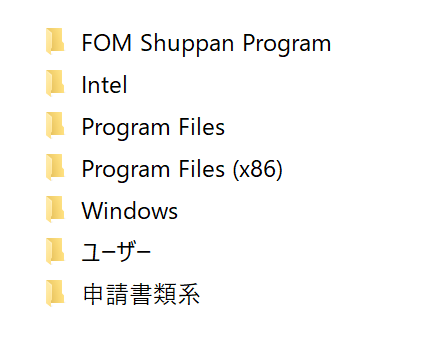 FOM Shuppan Program
Intel
Program Files
Program Files (x86)
Windows
ユーザー
申請書類系